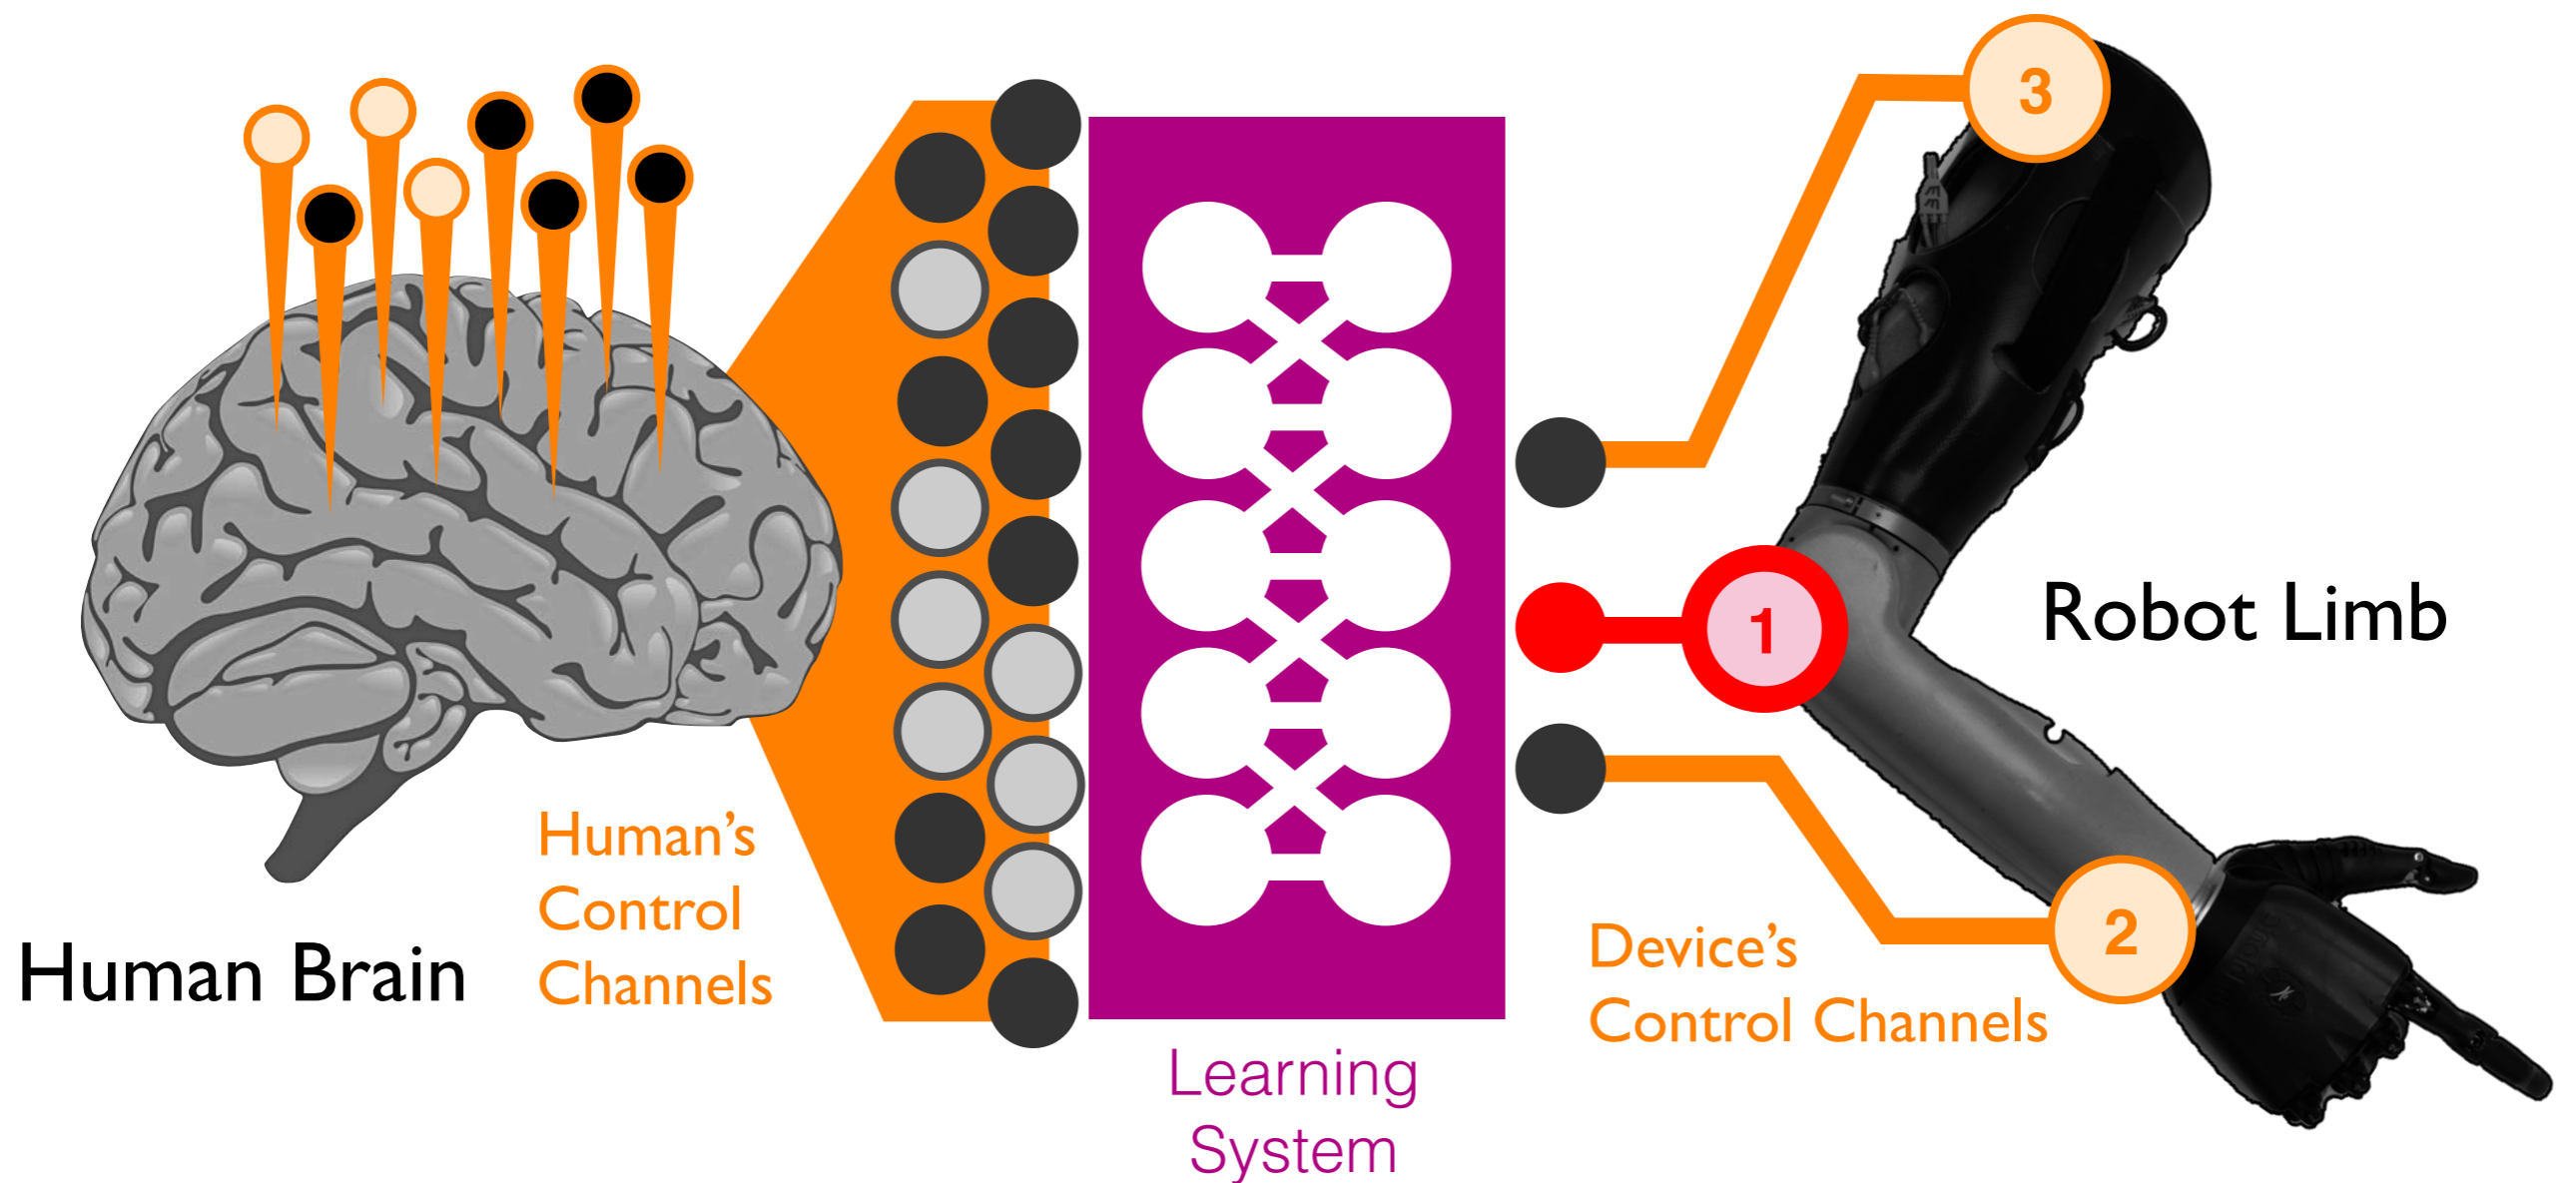 3
1
Robot Limb
Human's
Control
Channels
Human Brain
2
Device's
Control Channels
Learning
System